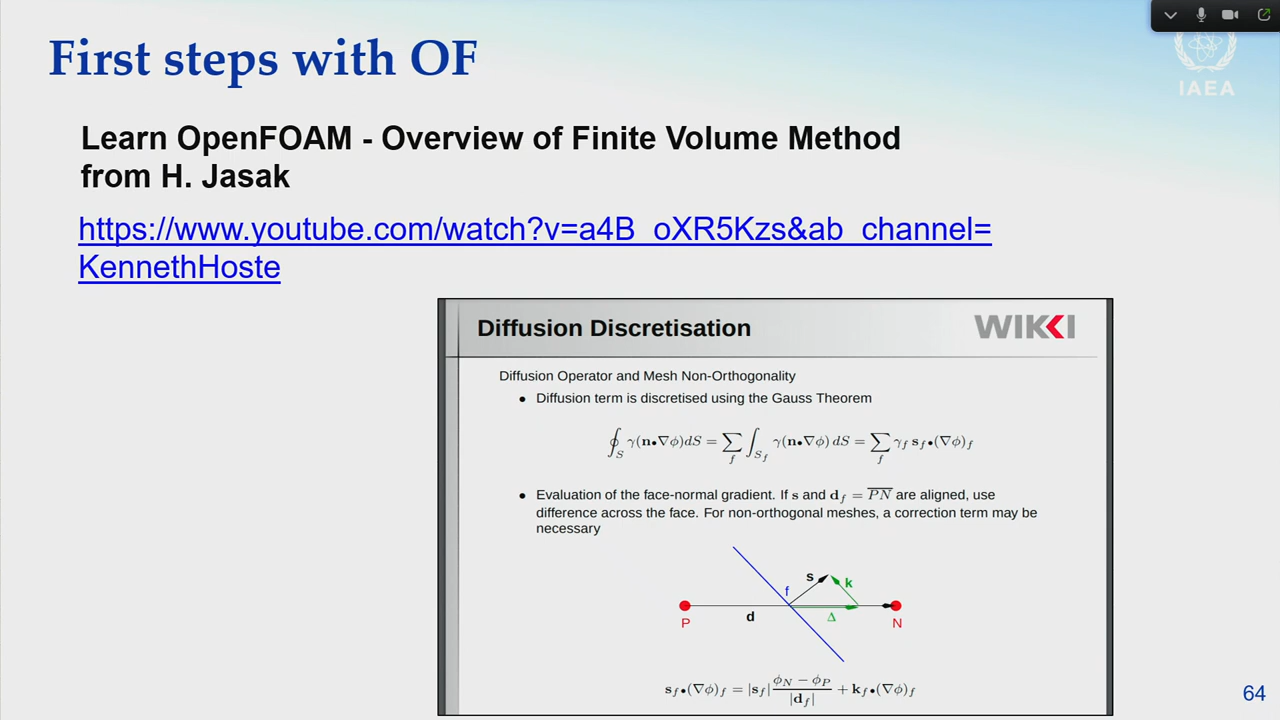 First steps with OF
IAEA
Learn OpenFOAM - Overview of Finite Volume Method
from H. Jasak
https://www.youtube.com/watch?v=a4B_oXR5Kzs&ab_channel=
KennethHoste
Diffusion Discretisation
WIKKI
Diffusion Operator and Mesh Non-Orthogonality
• Diffusion term is discretised using the Gauss Theorem
∮_S γ(n•∇ϕ)dS = ∑_f ∫_{S_f} γ(n•∇ϕ) dS = ∑_f γ_f s_f•(∇ϕ)_f
• Evaluation of the face-normal gradient. If s and d_f = \overline{PN} are aligned, use
difference across the face. For non-orthogonal meshes, a correction term may be
necessary
s k
f
d Δ
P N
s_f•(∇ϕ)_f = |s_f| \frac{ϕ_N − ϕ_P}{|d_f|} + k_f•(∇ϕ)_f
64